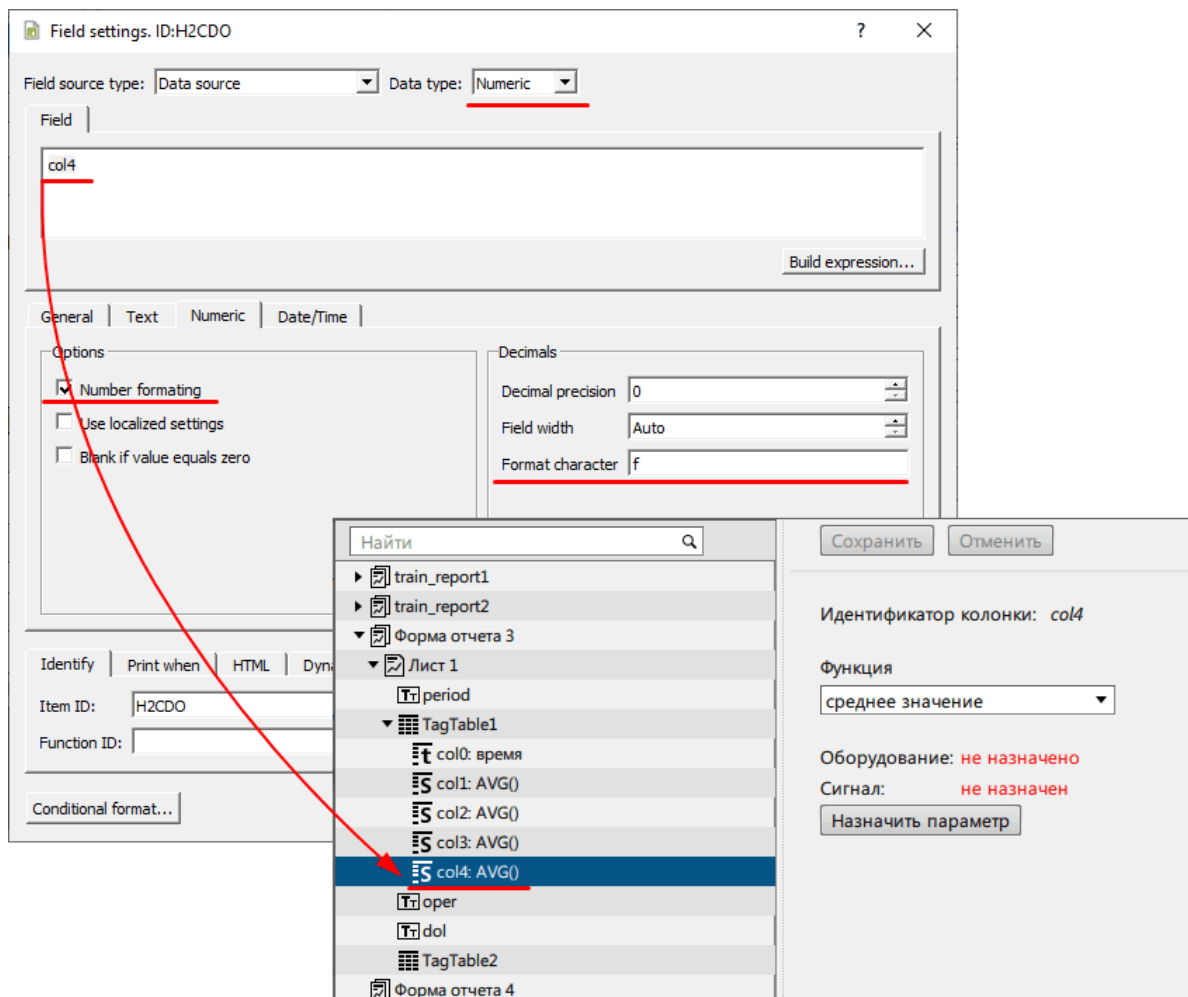 Field settings. ID:H2CDO ?
Field source type: Data source Data type: Numeric
Field
col4
Build expression...
General Text Numeric Date/Time
Options
Number formating
Use localized settings
Blank if value equals zero
Decimals
Decimal precision 0
Field width Auto
Format character f
Identify Print when HTML Dyna
Item ID: H2CDO
Function ID:
Conditional format...
Найти
train_report1
train_report2
Форма отчета 3
Лист 1
Tт period
TagTable1
t col0: время
S col1: AVG()
S col2: AVG()
S col3: AVG()
S col4: AVG()
Tт oper
Tт dol
TagTable2
Форма отчета 4
Сохранить Отменить
Идентификатор колонки: col4
Функция
среднее значение
Оборудование: не назначено
Сигнал: не назначен
Назначить параметр